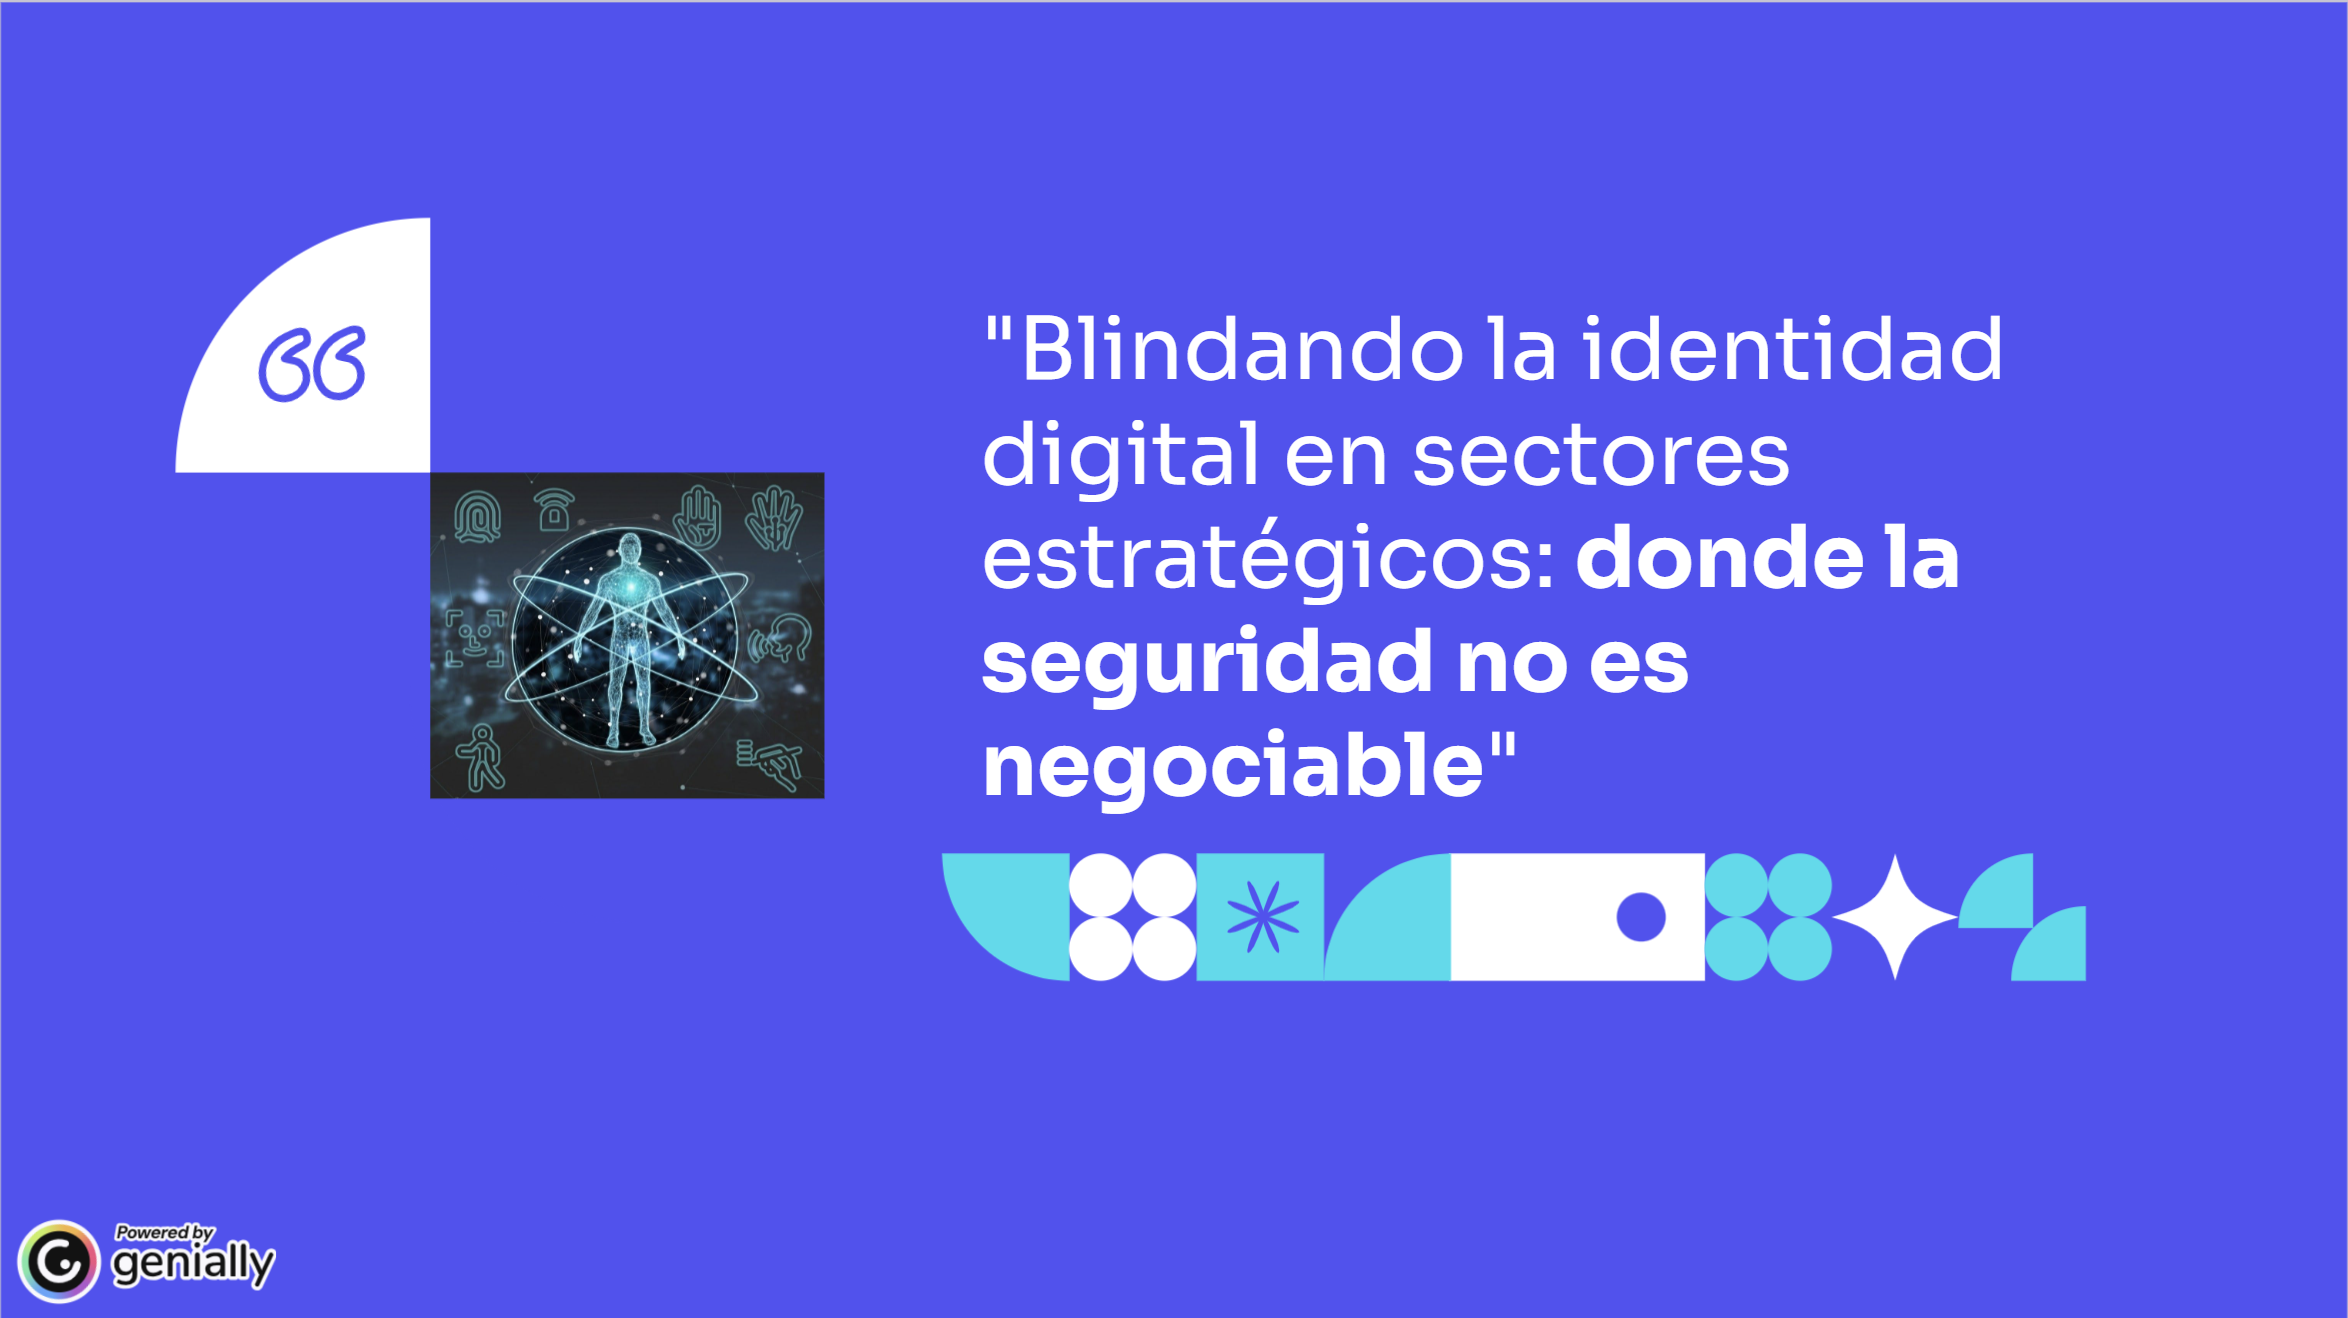 "Blindando la identidad
digital en sectores
estratégicos: donde la
seguridad no es
negociable"
Powered by
genially